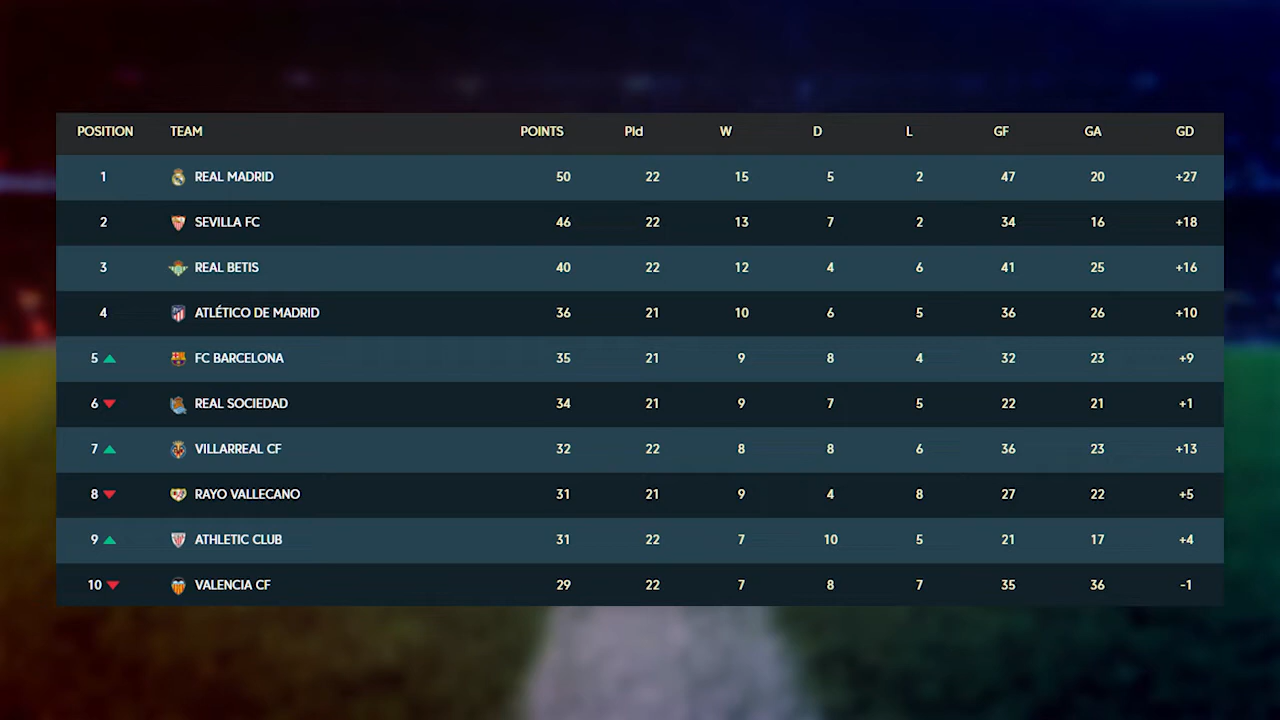 POSITION TEAM POINTS Pld W D L GF GA GD
1 REAL MADRID 50 22 15 5 2 47 20 +27
2 SEVILLA FC 46 22 13 7 2 34 16 +18
3 REAL BETIS 40 22 12 4 6 41 25 +16
4 ATLÉTICO DE MADRID 36 21 10 6 5 36 26 +10
5 FC BARCELONA 35 21 9 8 4 32 23 +9
6 REAL SOCIEDAD 34 21 9 7 5 22 21 +1
7 VILLARREAL CF 32 22 8 8 6 36 23 +13
8 RAYO VALLECANO 31 21 9 4 8 27 22 +5
9 ATHLETIC CLUB 31 22 7 10 5 21 17 +4
10 VALENCIA CF 29 22 7 8 7 35 36 -1